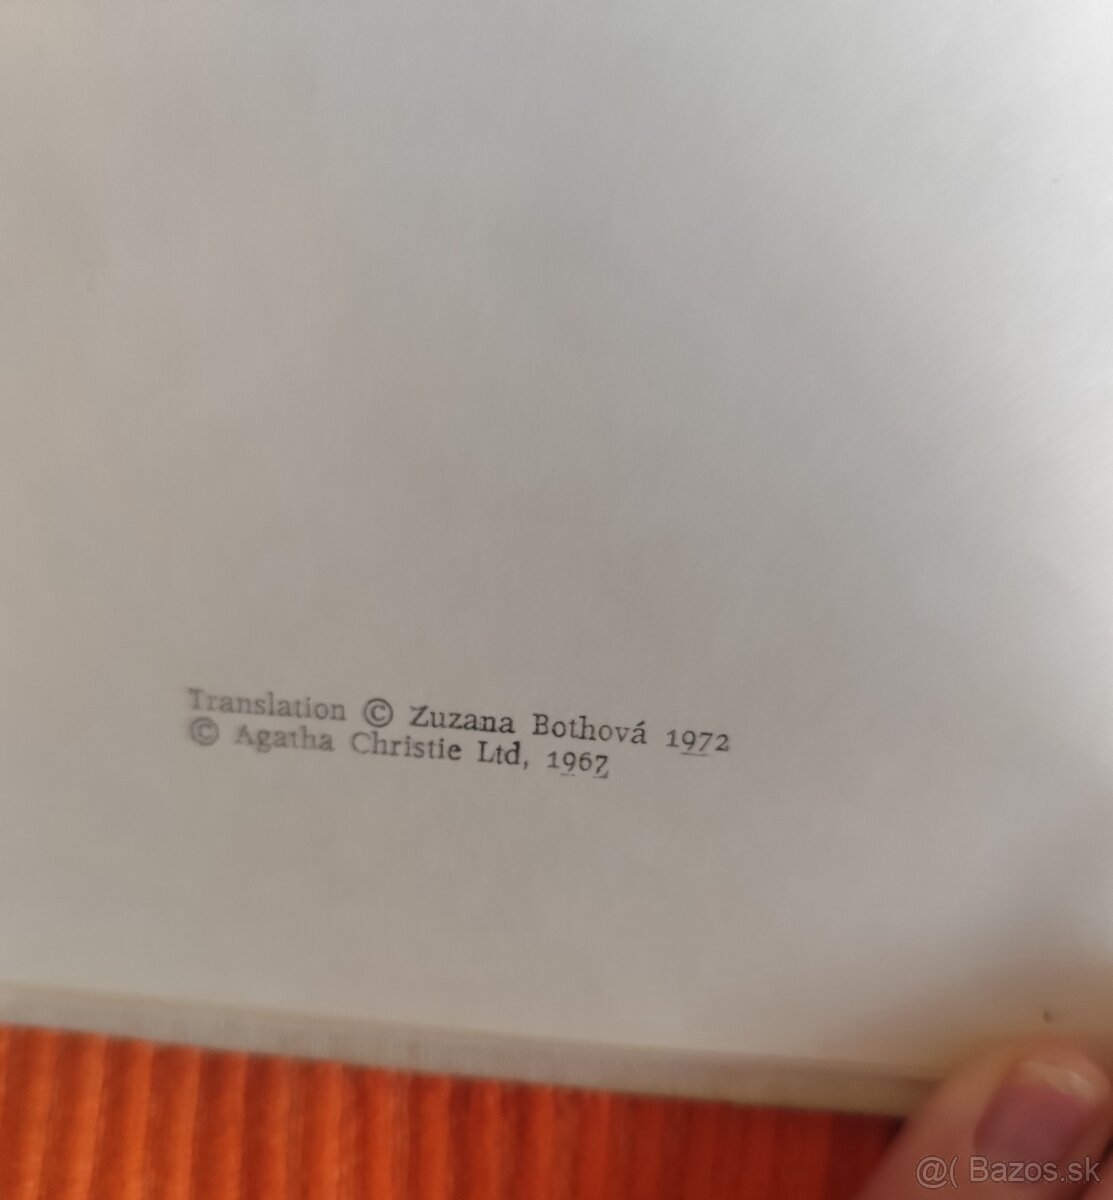 Translation © Zuzana Bothová 1972
© Agatha Christie Ltd, 1967
@( Bazos.sk